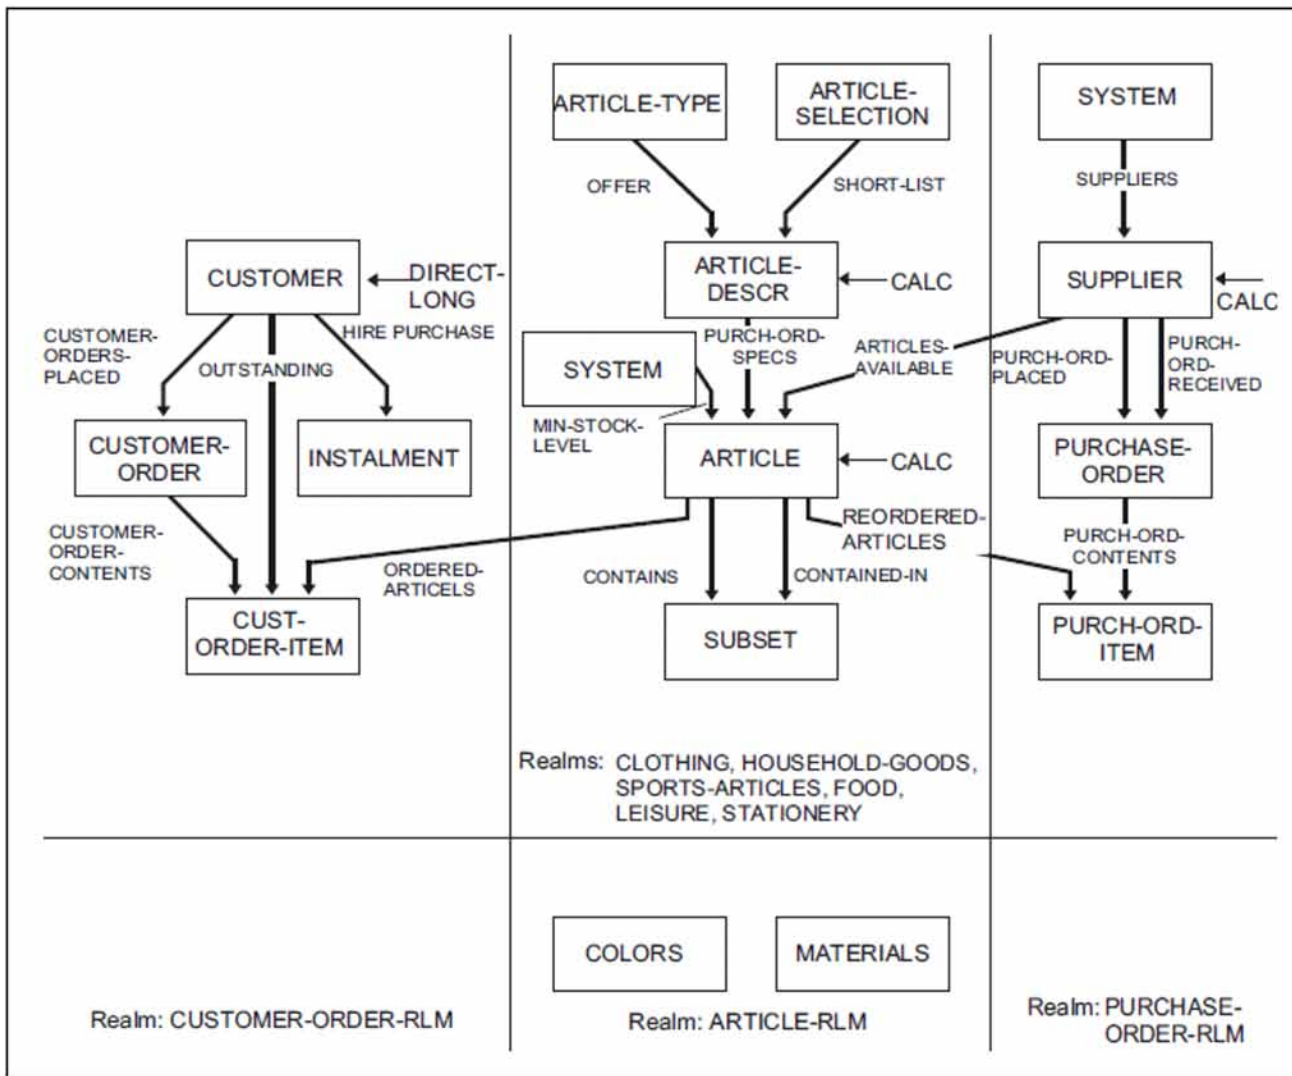 ARTICLE-TYPE
ARTICLE-
SELECTION
SYSTEM
OFFER
SHORT-LIST
SUPPLIERS
CUSTOMER
DIRECT-
LONG
ARTICLE-
DESCR
CALC
SUPPLIER
CALC
CUSTOMER-
ORDERS-
PLACED
HIRE PURCHASE
OUTSTANDING
SYSTEM
PURCH-ORD-
SPECS
ARTICLES-
AVAILABLE
PURCH-ORD-
PLACED
PURCH-
ORD-
RECEIVED
MIN-STOCK-
LEVEL
CUSTOMER-
ORDER
INSTALMENT
ARTICLE
CALC
PURCHASE-
ORDER
CUSTOMER-
ORDER-
CONTENTS
ORDERED-
ARTICELS
CONTAINS
CONTAINED-IN
REORDERED-
ARTICLES
PURCH-ORD-
CONTENTS
CUST-
ORDER-ITEM
SUBSET
PURCH-ORD-
ITEM
Realms: CLOTHING, HOUSEHOLD-GOODS,
SPORTS-ARTICLES, FOOD,
LEISURE, STATIONERY
COLORS
MATERIALS
Realm: CUSTOMER-ORDER-RLM
Realm: ARTICLE-RLM
Realm: PURCHASE-
ORDER-RLM